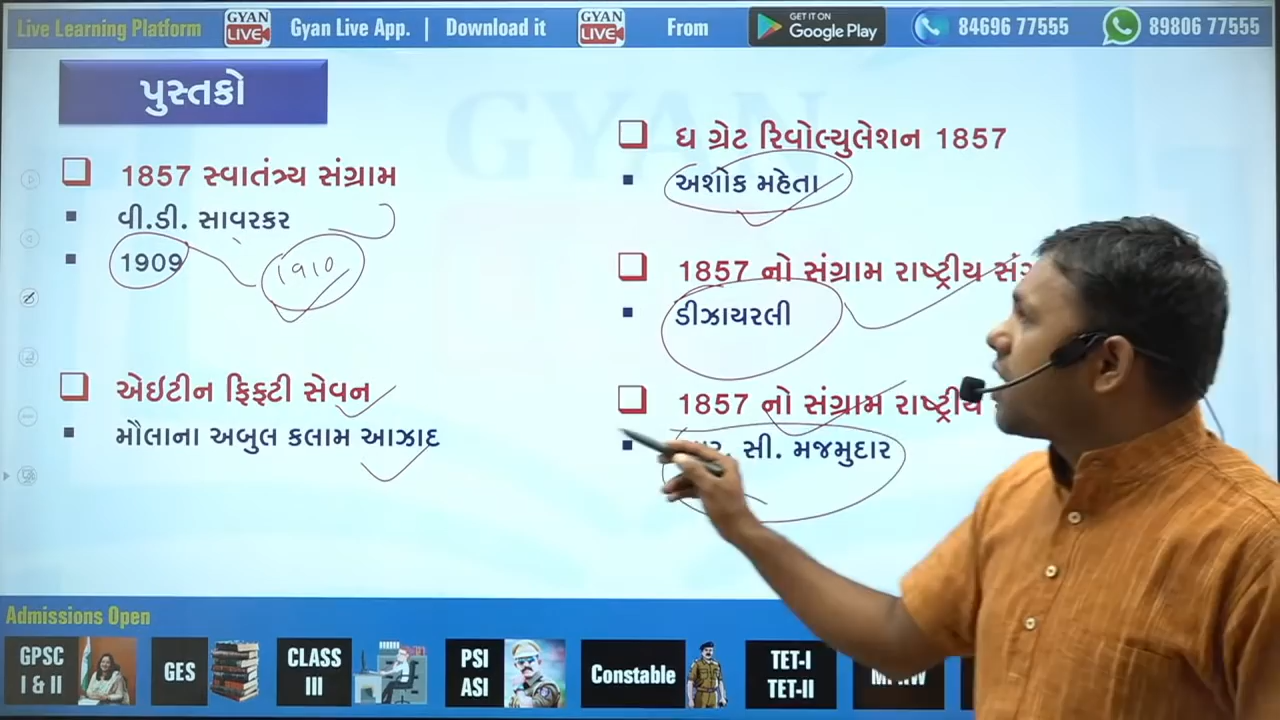 Live Learning Platform
GYAN LIVE
Gyan Live App. | Download it
GYAN LIVE
From
GET IT ON
Google Play
84696 77555
89806 77555
GYAN
પુસ્તકો
1857 સ્વાતંત્ર્ય સંગ્રામ
વી.ડી. સાવરકર
1909
1910
એઇટીન ફિફ્ટી સેવન
મૌલાના અબુલ કલામ આઝાદ
ધ ગ્રેટ રિવોલ્યુલેશન 1857
અશોક મહેતા
1857 નો સંગ્રામ રાષ્ટ્રીય
ડીઝાયરલી
1857 નો સંગ્રામ રાષ્ટ્રીય
સી. મજમુદાર
Admissions Open
GPSC
I & II
GES
CLASS
III
PSI
ASI
Constable
TET-I
TET-II